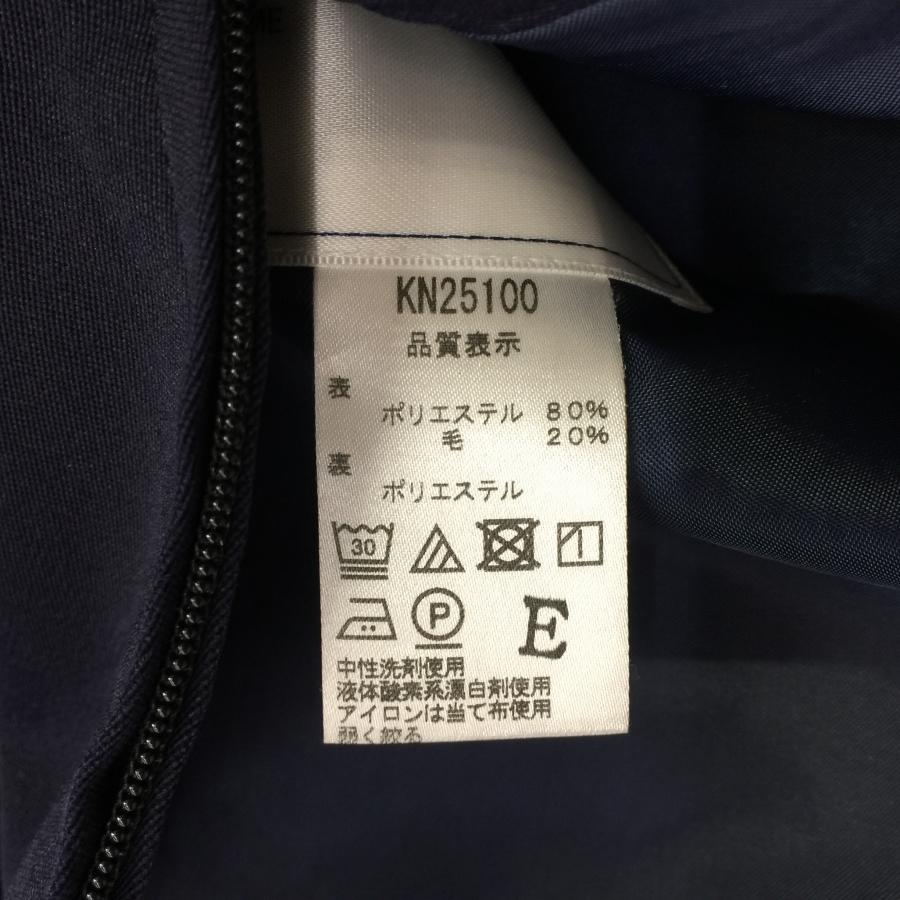 KN25100
品質表示
表
ポリエステル 80%
毛 20%
裏
ポリエステル
30
P
E
中性洗剤使用
液体酸素系漂白剤使用
アイロンは当て布使用
弱く絞る